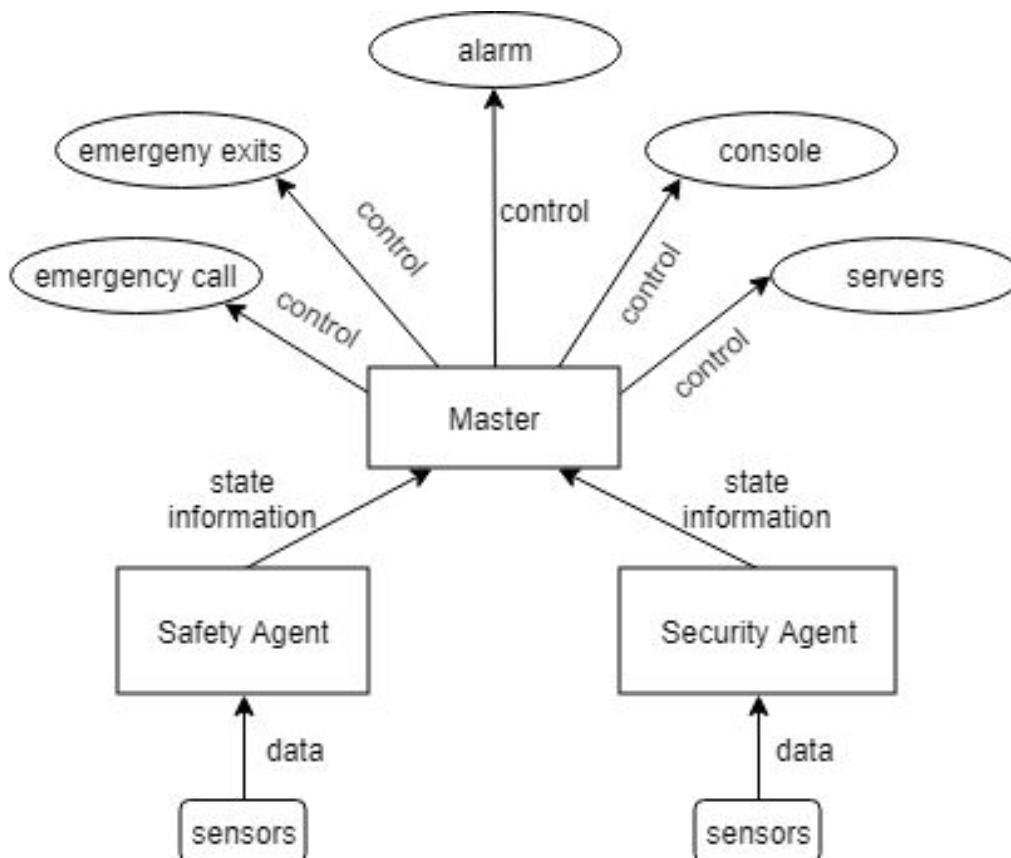 alarm
emergeny exits
console
control
control
emergency call
servers
control
control
control
Master
state
information
state
information
Safety Agent
Security Agent
data
data
sensors
sensors